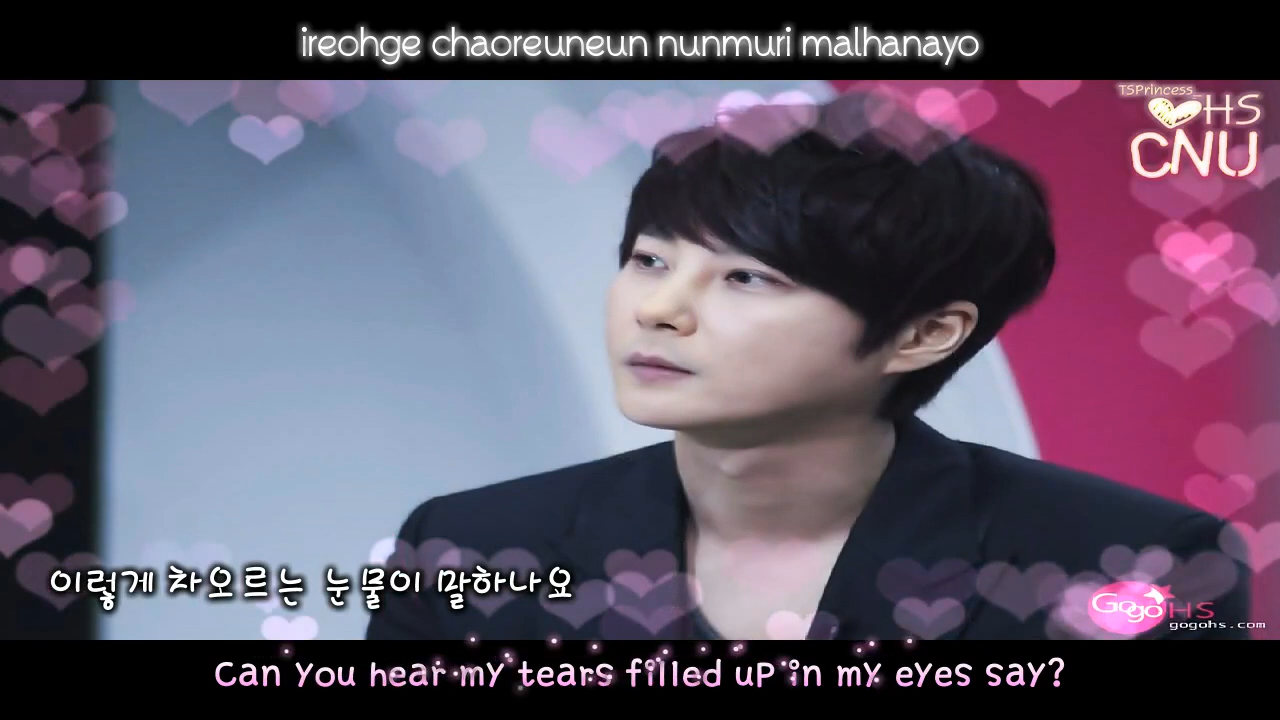 ireohge chaoreuneun nunmuri malhanayo
TSPrincess
HS
CNU
이렇게 차오르는 눈물이 말하나요
GogoHS
gogohs.com
Can you hear my tears filled up in my eyes say?